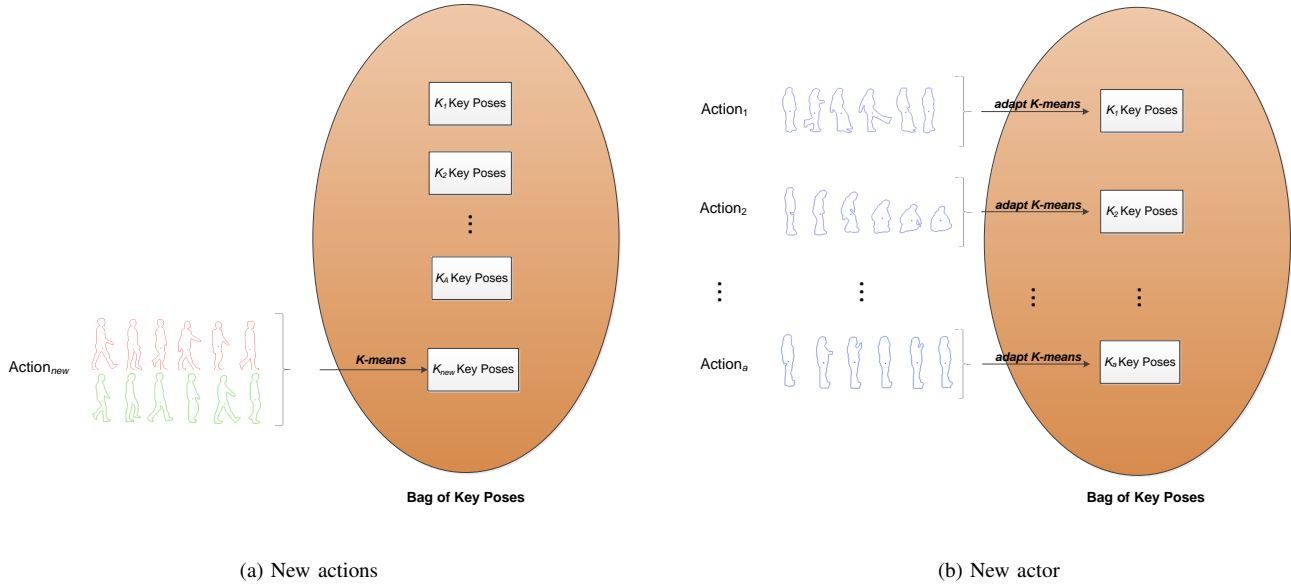 K1 Key Poses
K2 Key Poses
KA Key Poses
Actionnew
K-means
Knew Key Poses
Bag of Key Poses
(a) New actions
Action1
adapt K-means
K1 Key Poses
Action2
adapt K-means
K2 Key Poses
Actiona
adapt K-means
Ka Key Poses
Bag of Key Poses
(b) New actor